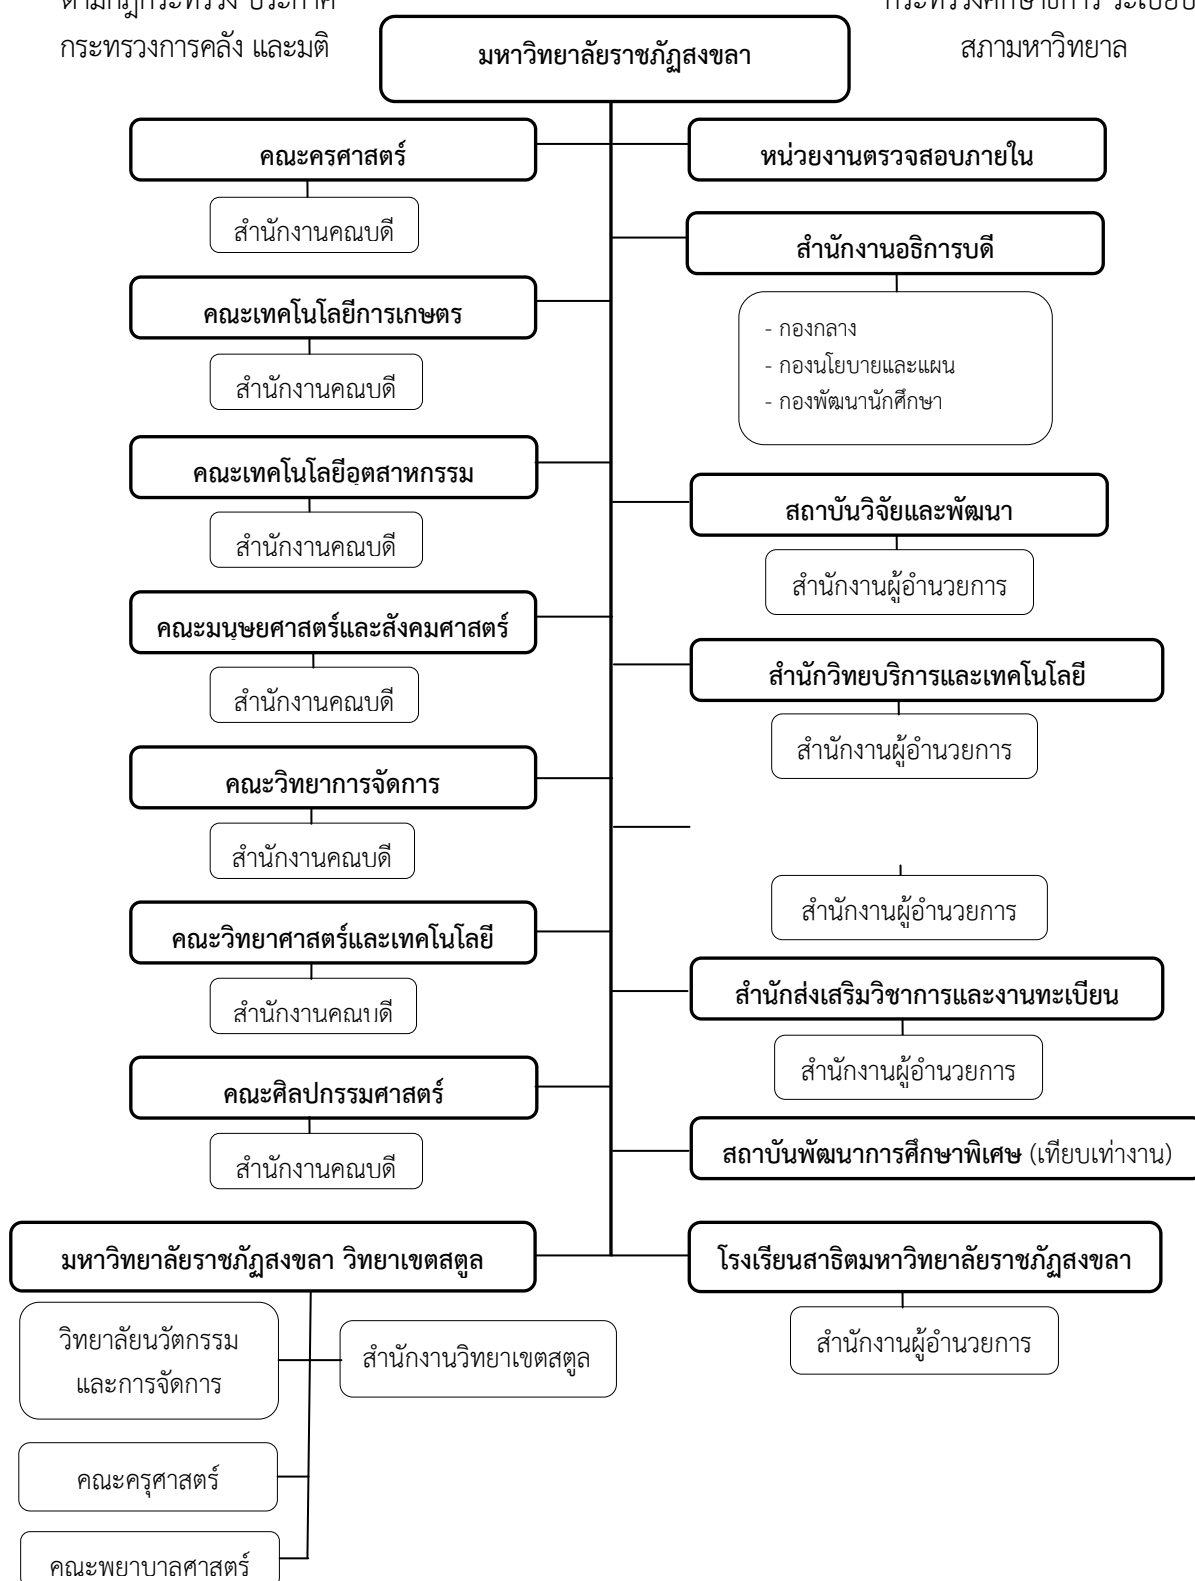 ตามกฎกระทรวง ประกาศ
กระทรวงการคลัง และมติ
กระทรวงศึกษาธิการ ระเบียบ
สภามหาวิทยาล
มหาวิทยาลัยราชภัฏสงขลา
คณะครุศาสตร์
สำนักงานคณบดี
คณะเทคโนโลยีการเกษตร
สำนักงานคณบดี
คณะเทคโนโลยีอุตสาหกรรม
สำนักงานคณบดี
คณะมนุษยศาสตร์และสังคมศาสตร์
สำนักงานคณบดี
คณะวิทยาการจัดการ
สำนักงานคณบดี
คณะวิทยาศาสตร์และเทคโนโลยี
สำนักงานคณบดี
คณะศิลปกรรมศาสตร์
สำนักงานคณบดี
มหาวิทยาลัยราชภัฏสงขลา วิทยาเขตสตูล
วิทยาลัยนวัตกรรม
และการจัดการ
สำนักงานวิทยาเขตสตูล
คณะครุศาสตร์
คณะพยาบาลศาสตร์
หน่วยงานตรวจสอบภายใน
สำนักงานอธิการบดี
- กองกลาง
- กองนโยบายและแผน
- กองพัฒนานักศึกษา
สถาบันวิจัยและพัฒนา
สำนักงานผู้อำนวยการ
สำนักวิทยบริการและเทคโนโลยี
สำนักงานผู้อำนวยการ
สำนักงานผู้อำนวยการ
สำนักส่งเสริมวิชาการและงานทะเบียน
สำนักงานผู้อำนวยการ
สถาบันพัฒนาการศึกษาพิเศษ (เทียบเท่างาน)
โรงเรียนสาธิตมหาวิทยาลัยราชภัฏสงขลา
สำนักงานผู้อำนวยการ